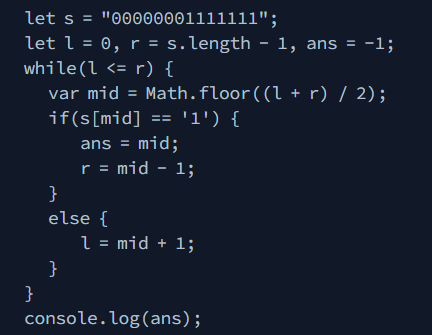 let s = "00000001111111";
let l = 0, r = s.length - 1, ans = -1;
while(l <= r) {
var mid = Math.floor((l + r) / 2);
if(s[mid] == '1') {
ans = mid;
r = mid - 1;
}
else {
l = mid + 1;
}
}
console.log(ans);